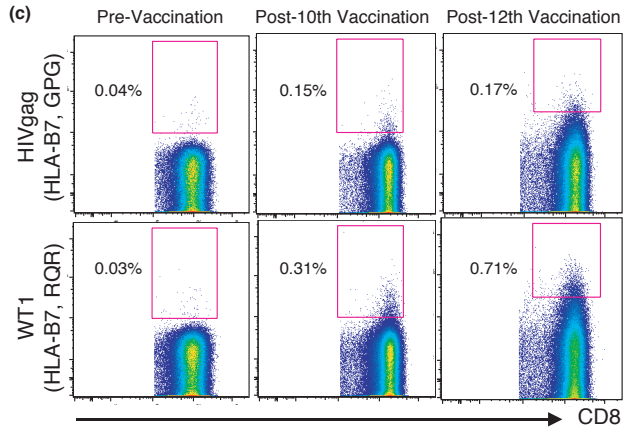 (c)
Pre-Vaccination Post-10th Vaccination Post-12th Vaccination
HIVgag
(HLA-B7, GPG)
0.04% 0.15% 0.17%
WT1
(HLA-B7, RQR)
0.03% 0.31% 0.71%
CD8